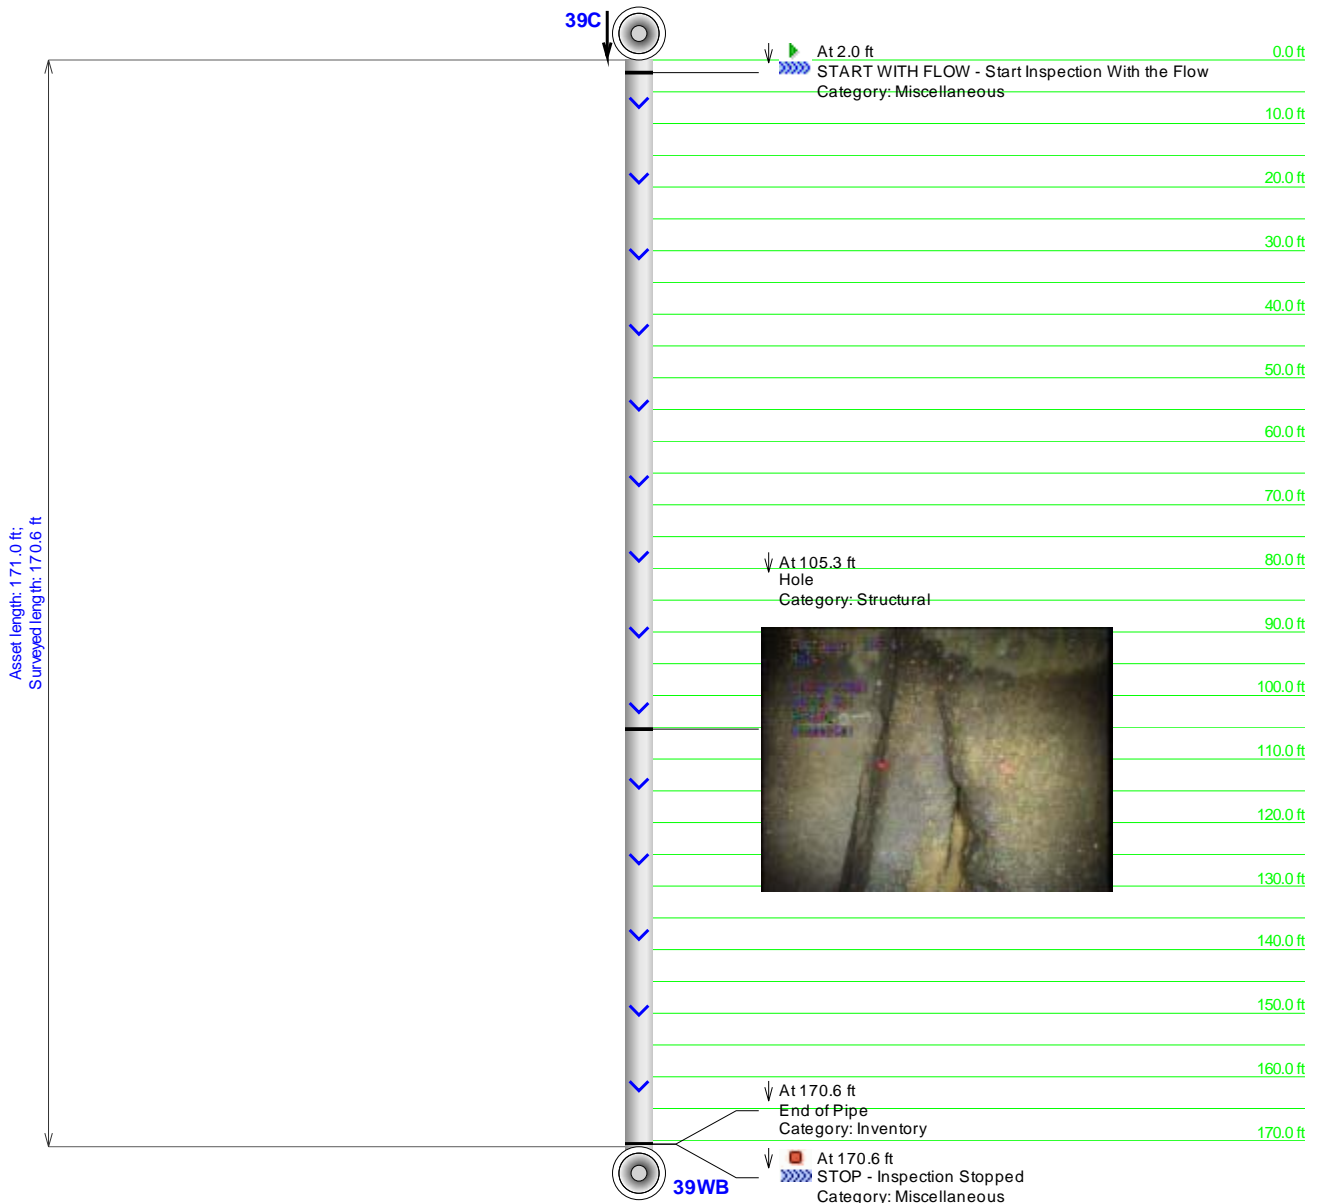 39C
At 2.0 ft
START WITH FLOW - Start Inspection With the Flow
Category: Miscellaneous
0.0 ft
10.0 ft
20.0 ft
30.0 ft
40.0 ft
50.0 ft
60.0 ft
70.0 ft
Asset length: 171.0 ft;
Surveyed length: 170.6 ft
At 105.3 ft
Hole
Category: Structural
80.0 ft
90.0 ft
100.0 ft
110.0 ft
120.0 ft
130.0 ft
140.0 ft
150.0 ft
160.0 ft
At 170.6 ft
End of Pipe
Category: Inventory
170.0 ft
At 170.6 ft
STOP - Inspection Stopped
Category: Miscellaneous
39WB